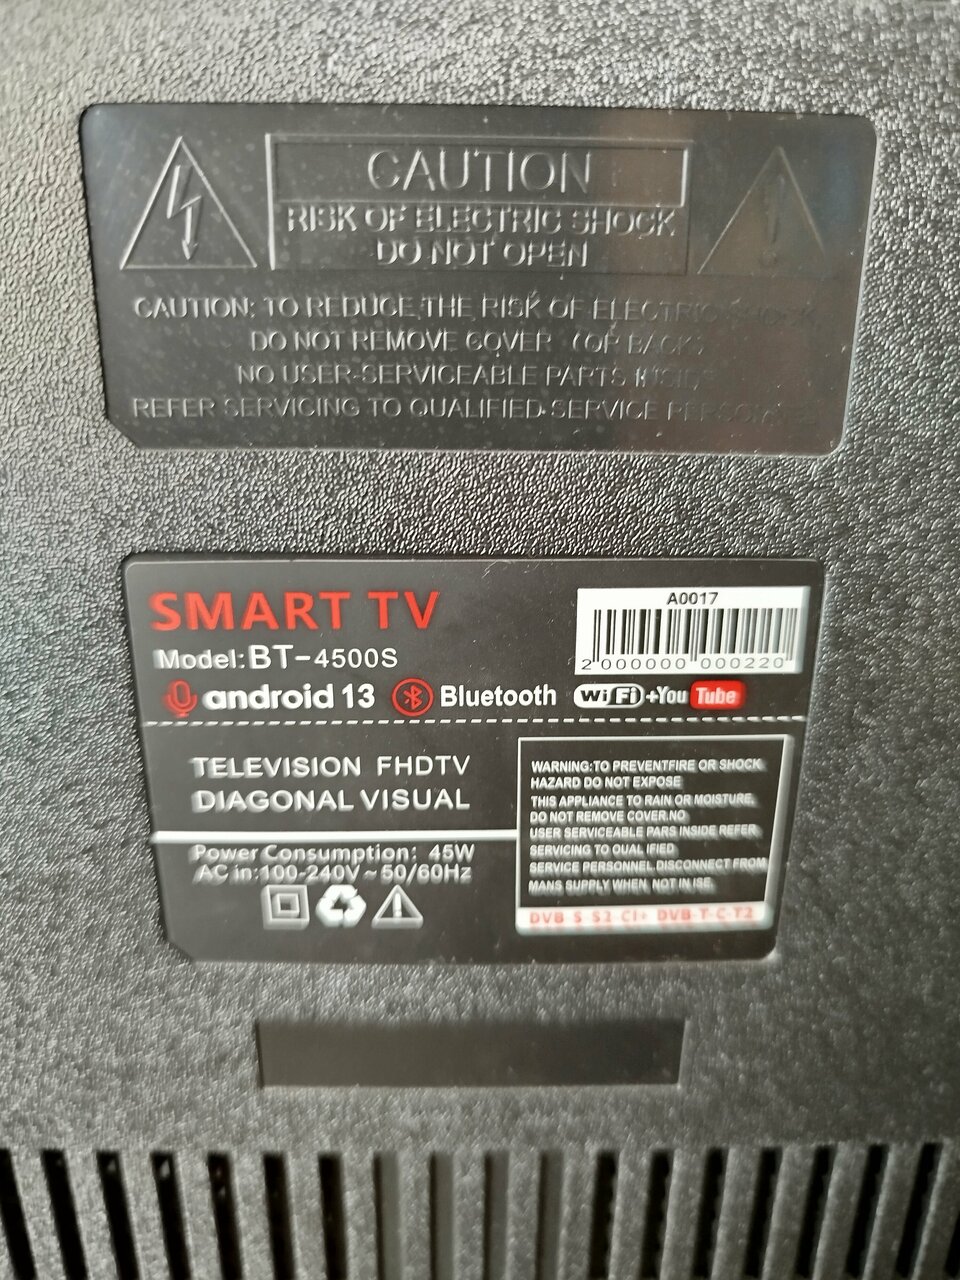 CAUTION
RISK OF ELECTRIC SHOCK
DO NOT OPEN
CAUTION: TO REDUCE THE RISK OF ELECTRIC SHOCK
DO NOT REMOVE COVER (OR BACK)
NO USER-SERVICEABLE PARTS INSIDE
REFER SERVICING TO QUALIFIED SERVICE
SMART TV
A0017
2 000000 000220
Model: BT-4500S
android 13 Bluetooth WiFi+YouTube
TELEVISION FHDTV
DIAGONAL VISUAL
Power Consumption: 45W
AC in:100-240V~50/60Hz
WARNING:TO PREVENTFIRE OR SHOCK
HAZARD DO NOT EXPOSE
THIS APPLIANCE TO RAIN OR MOISTURE,
DO NOT REMOVE COVER.NO
USER SERVICEABLE PARS INSIDE REFER
SERVICING TO QUAL IFIED
SERVICE PERSONNEL DISCONNECT FROM
MANS SUPPLY WHEN NOT IN ISE
DVB S S2 CI+ DVB-T-C-T2